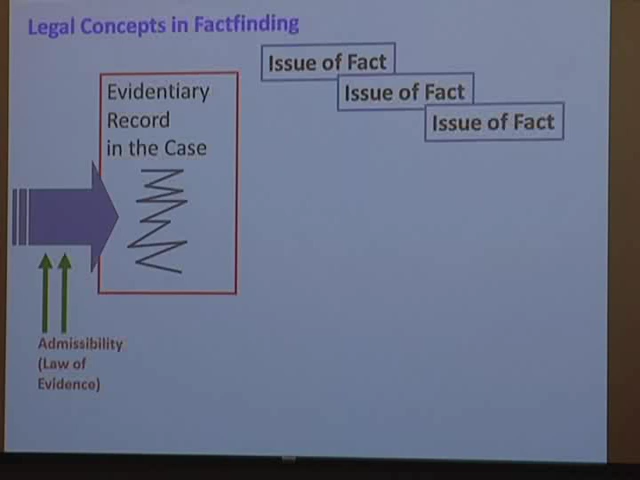 Legal Concepts in Factfinding
Issue of Fact
Issue of Fact
Issue of Fact
Evidentiary
Record
in the Case
Admissibility
(Law of
Evidence)